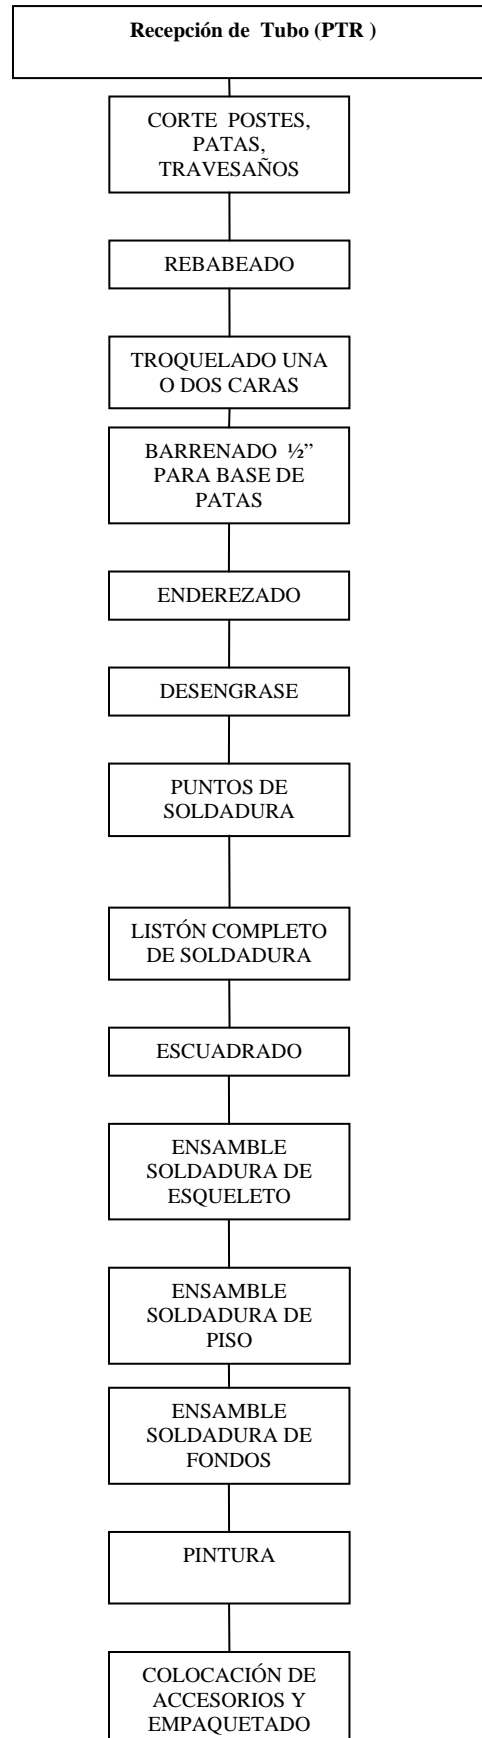 Recepción de Tubo (PTR )
CORTE POSTES,
PATAS,
TRAVESAÑOS
REBABEADO
TROQUELADO UNA
O DOS CARAS
BARRENADO ½”
PARA BASE DE
PATAS
ENDEREZADO
DESENGRASE
PUNTOS DE
SOLDADURA
LISTÓN COMPLETO
DE SOLDADURA
ESCUADRADO
ENSAMBLE
SOLDADURA DE
ESQUELETO
ENSAMBLE
SOLDADURA DE
PISO
ENSAMBLE
SOLDADURA DE
FONDOS
PINTURA
COLOCACIÓN DE
ACCESORIOS Y
EMPAQUETADO